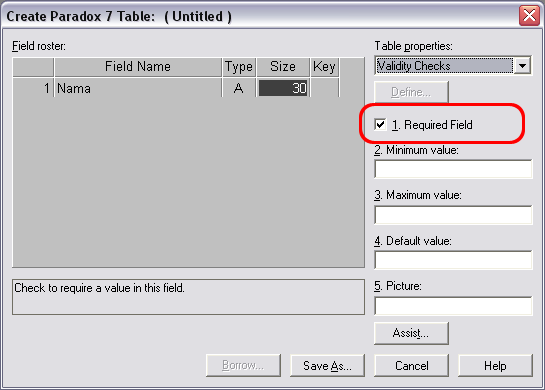 Create Paradox 7 Table: ( Untitled )
Field roster:
Field Name Type Size Key
1 Nama A 30
Check to require a value in this field.
Table properties:
Validity Checks
Define...
1. Required Field
2. Minimum value:
3. Maximum value:
4. Default value:
5. Picture:
Assist...
Borrow... Save As... Cancel Help